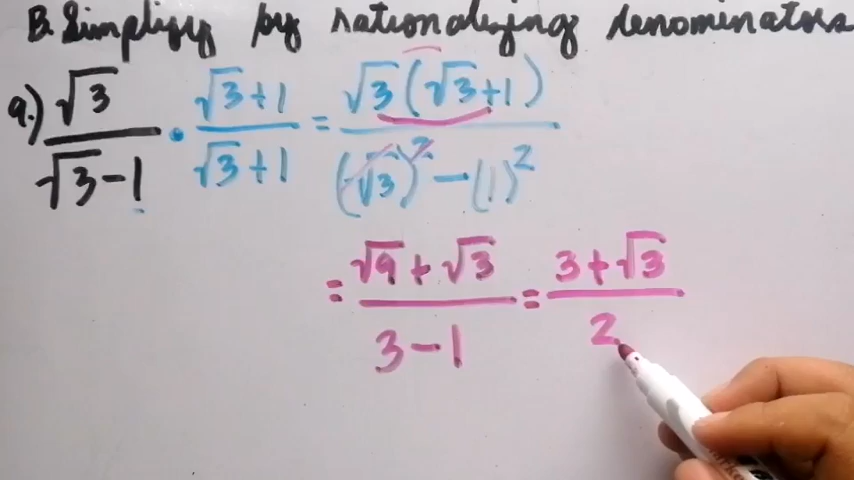 B. Simplify by rationalizing denominators
9.) √3/(√3-1) · (√3+1)/(√3+1) = √3(√3+1)/((√3)²-(1)²)
= (√9+√3)/(3-1) = (3+√3)/2